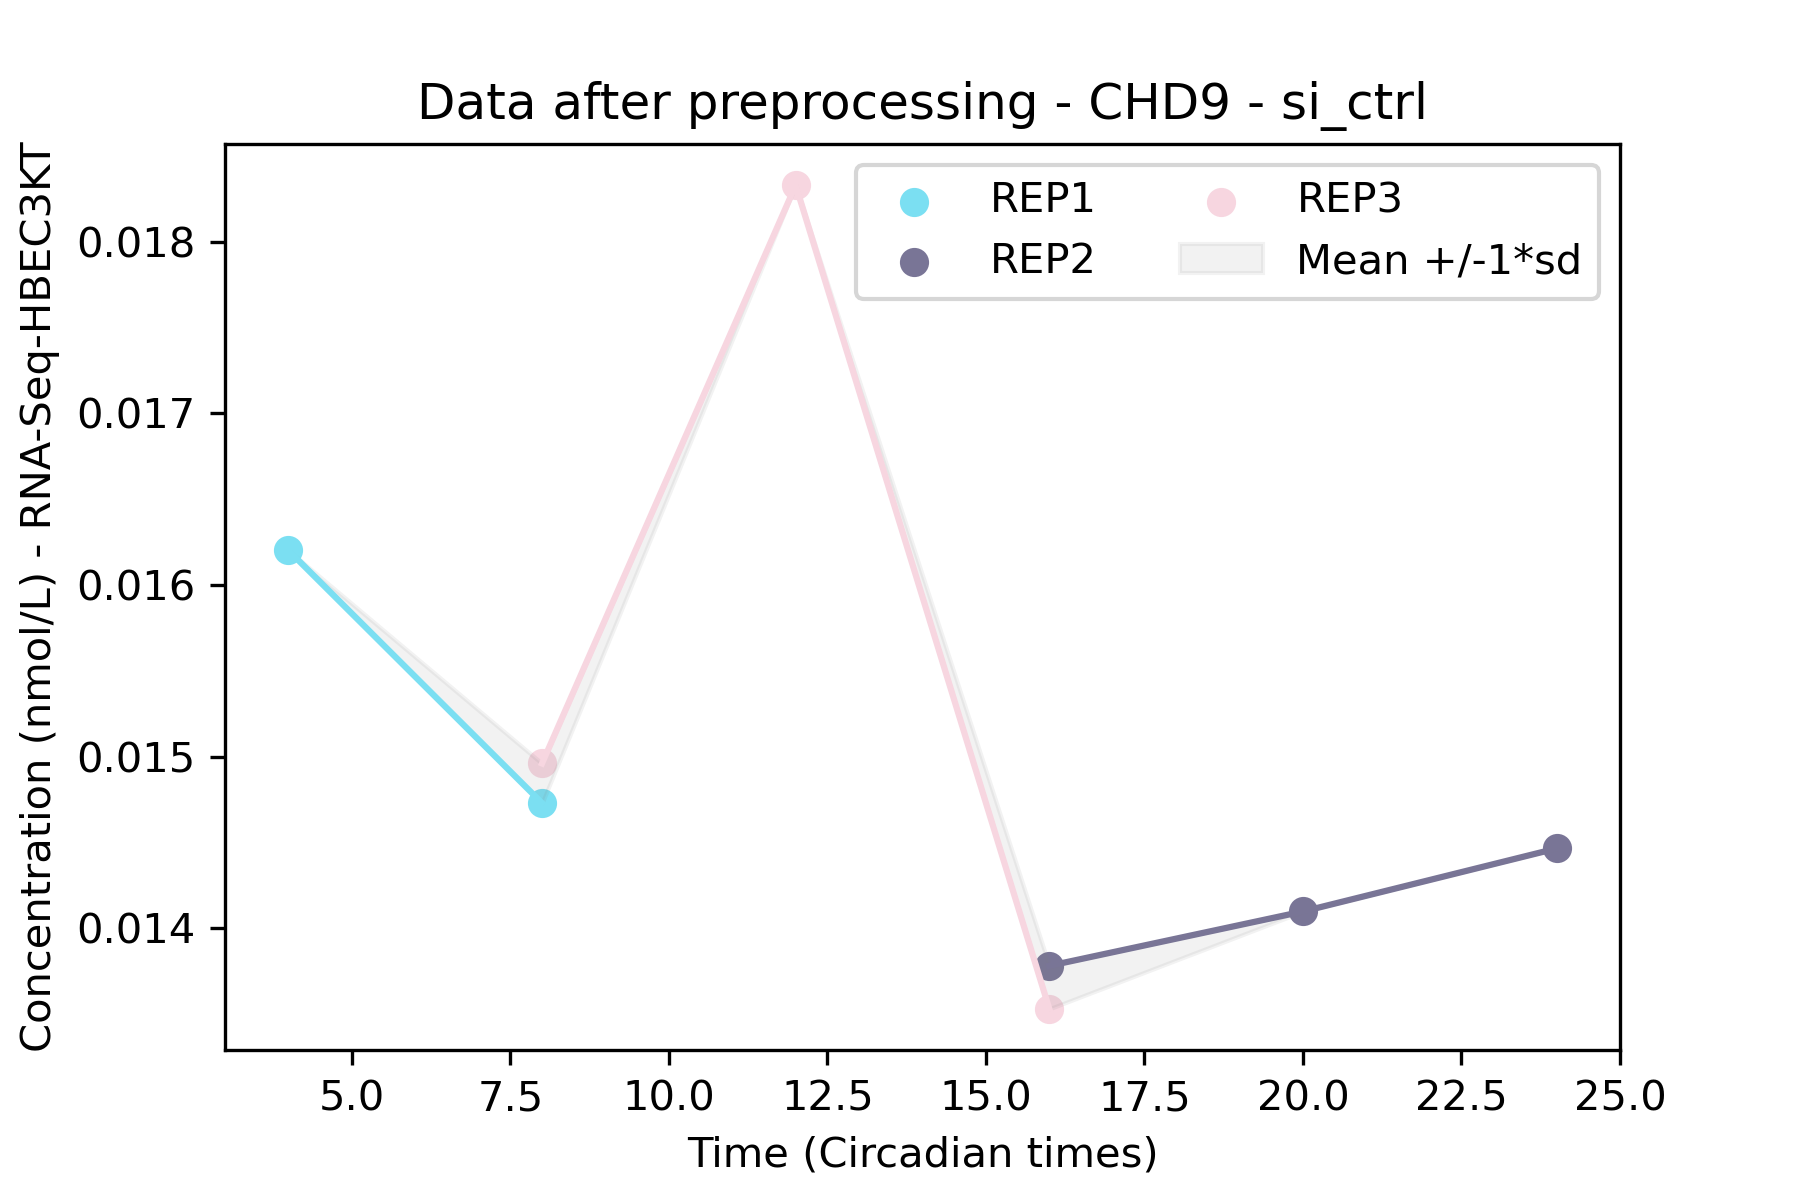 Data after preprocessing - CHD9 - si_ctrl
Concentration (nmol/L) - RNA-Seq-HBEC3KT
0.018
0.017
0.016
0.015
0.014
REP1
REP2
REP3
Mean +/-1*sd
5.0
7.5
10.0
12.5
15.0
17.5
20.0
22.5
25.0
Time (Circadian times)